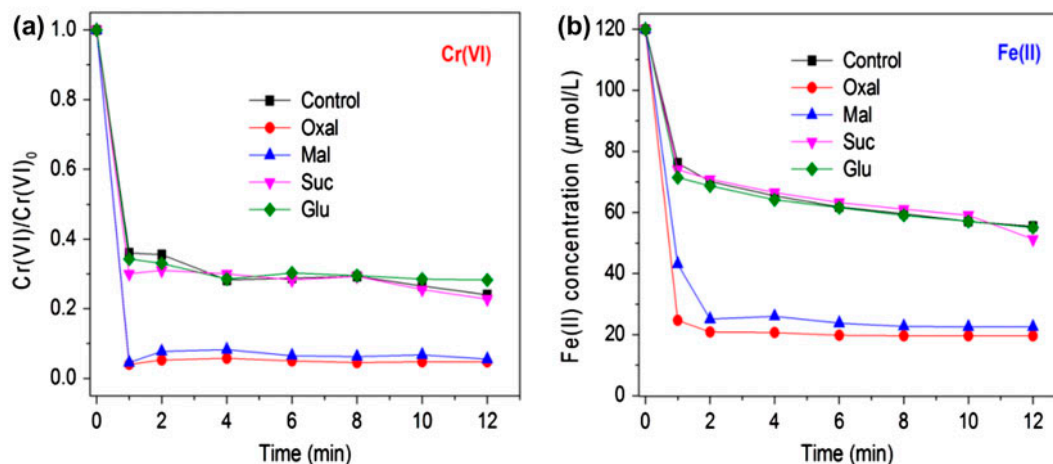 (a)
Cr(VI)
Control
Oxal
Mal
Suc
Glu
Cr(VI)/Cr(VI)0
1.0
0.8
0.6
0.4
0.2
0.0
0 2 4 6 8 10 12
Time (min)
(b)
Fe(II)
Control
Oxal
Mal
Suc
Glu
Fe(II) concentration (µmol/L)
120
100
80
60
40
20
0
0 2 4 6 8 10 12
Time (min)